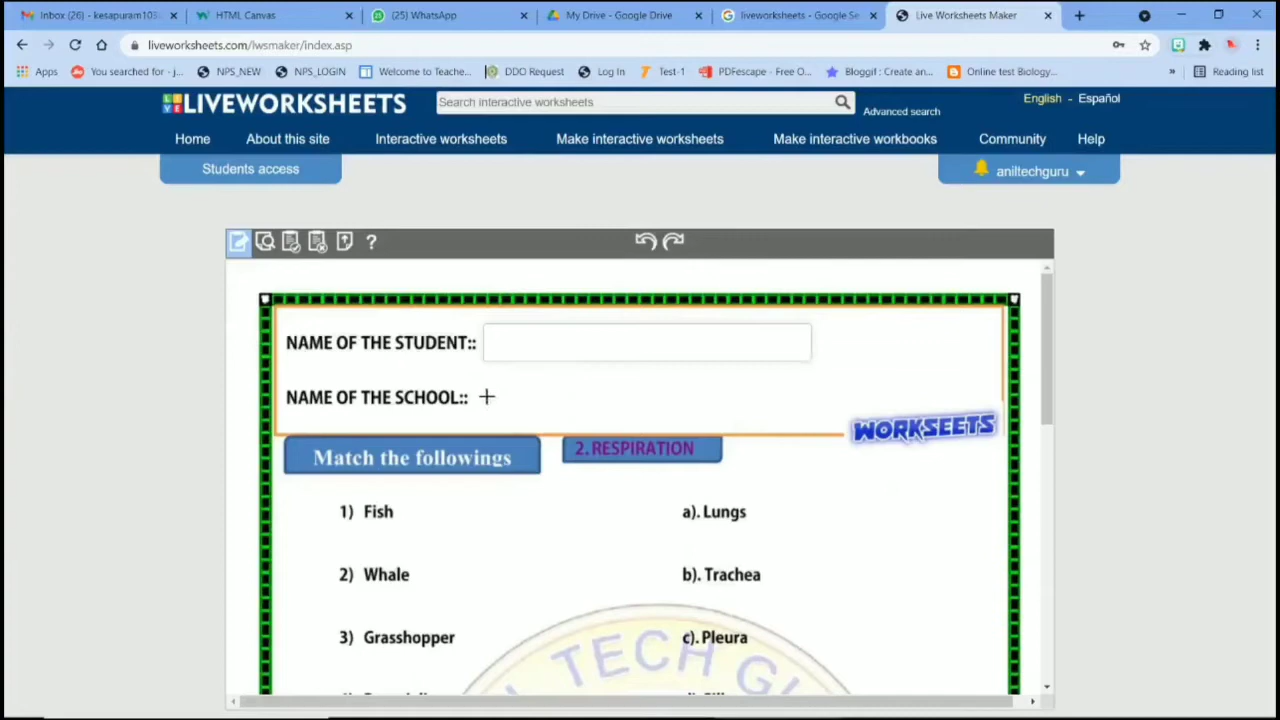 Inbox (26) - kesapuram105
HTML Canvas
(25) WhatsApp
My Drive - Google Drive
liveworksheets - Google Se
Live Worksheets Maker
liveworksheets.com/lwsmaker/index.asp
Apps
You searched for - j...
NPS_NEW
NPS_LOGIN
Welcome to Teache...
DDO Request
Log In
Test-1
PDFescape - Free O...
Bloggif : Create an...
Online test Biology...
»
Reading list
LIVE LIVEWORKSHEETS
Search interactive worksheets
Advanced search
English - Español
Home
About this site
Interactive worksheets
Make interactive worksheets
Make interactive workbooks
Community
Help
Students access
aniltechguru
?
NAME OF THE STUDENT::
NAME OF THE SCHOOL::
WORKSEETS
Match the followings
2. RESPIRATION
1) Fish
a). Lungs
2) Whale
b). Trachea
3) Grasshopper
c). Pleura
TECH